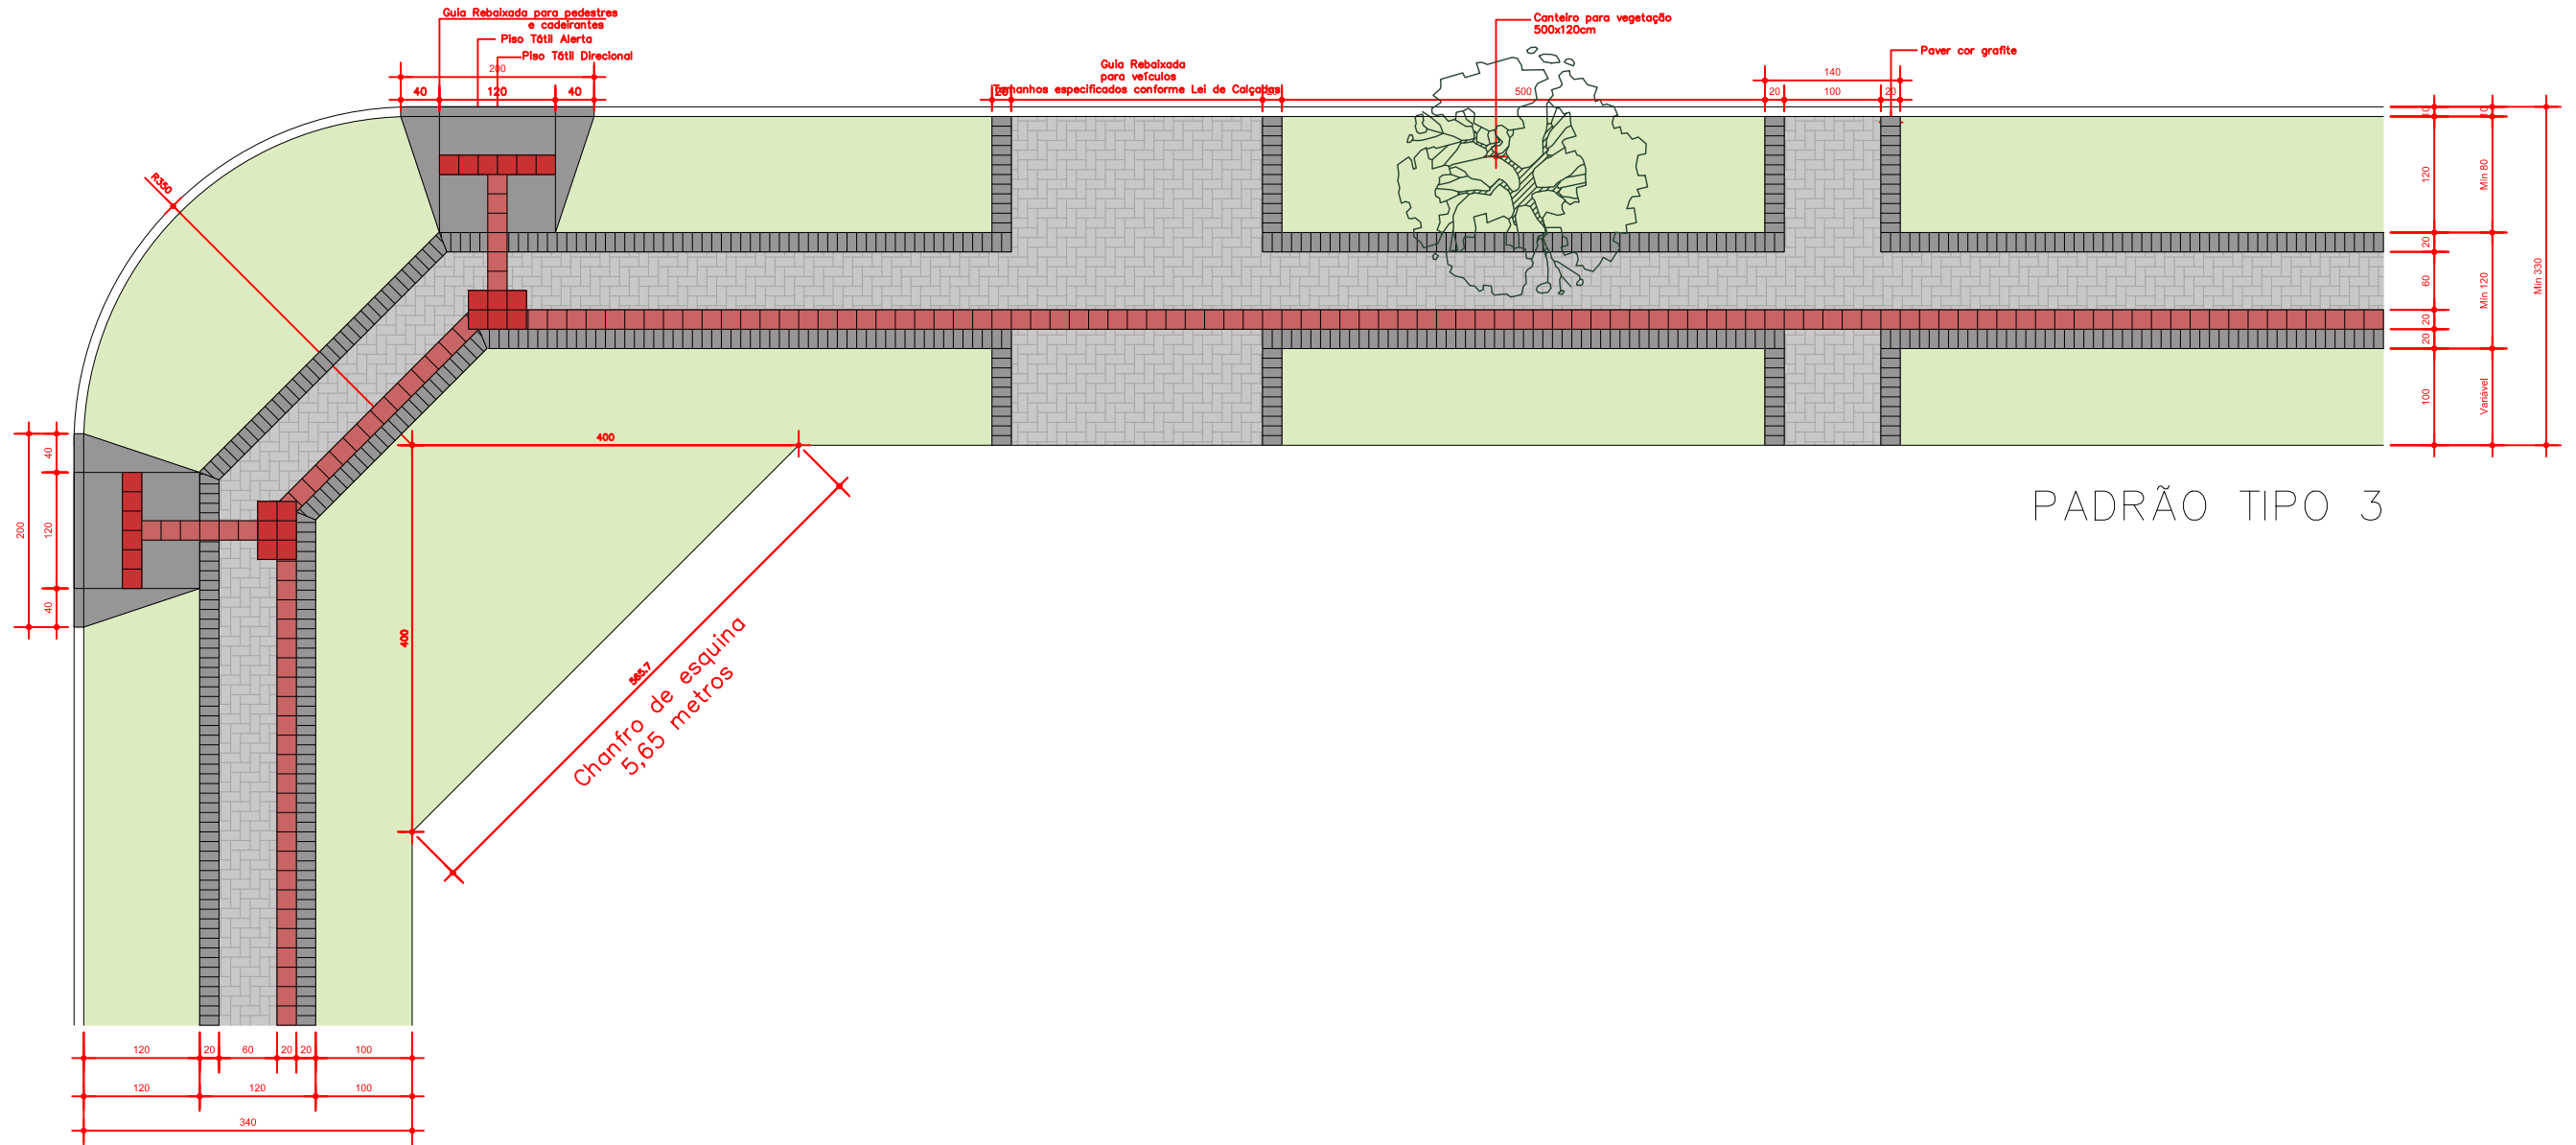 Guia Rebaixada para pedestres
e cadeirantes
Piso Tátil Alerta
Piso Tátil Direcional
200
40
120
40
Guia Rebaixada
para veículos
Tamanhos especificados conforme Lei de Calçadas
Canteiro para vegetação
500x120cm
500
Paver cor grafite
140
20
100
20
R350
10
120
20
60
20
20
100
10
Min 80
Min 120
Variável
Min 330
PADRÃO TIPO 3
40
120
40
200
400
400
565.7
Chanfro de esquina
5,65 metros
120
20
60
20
20
100
120
120
100
340